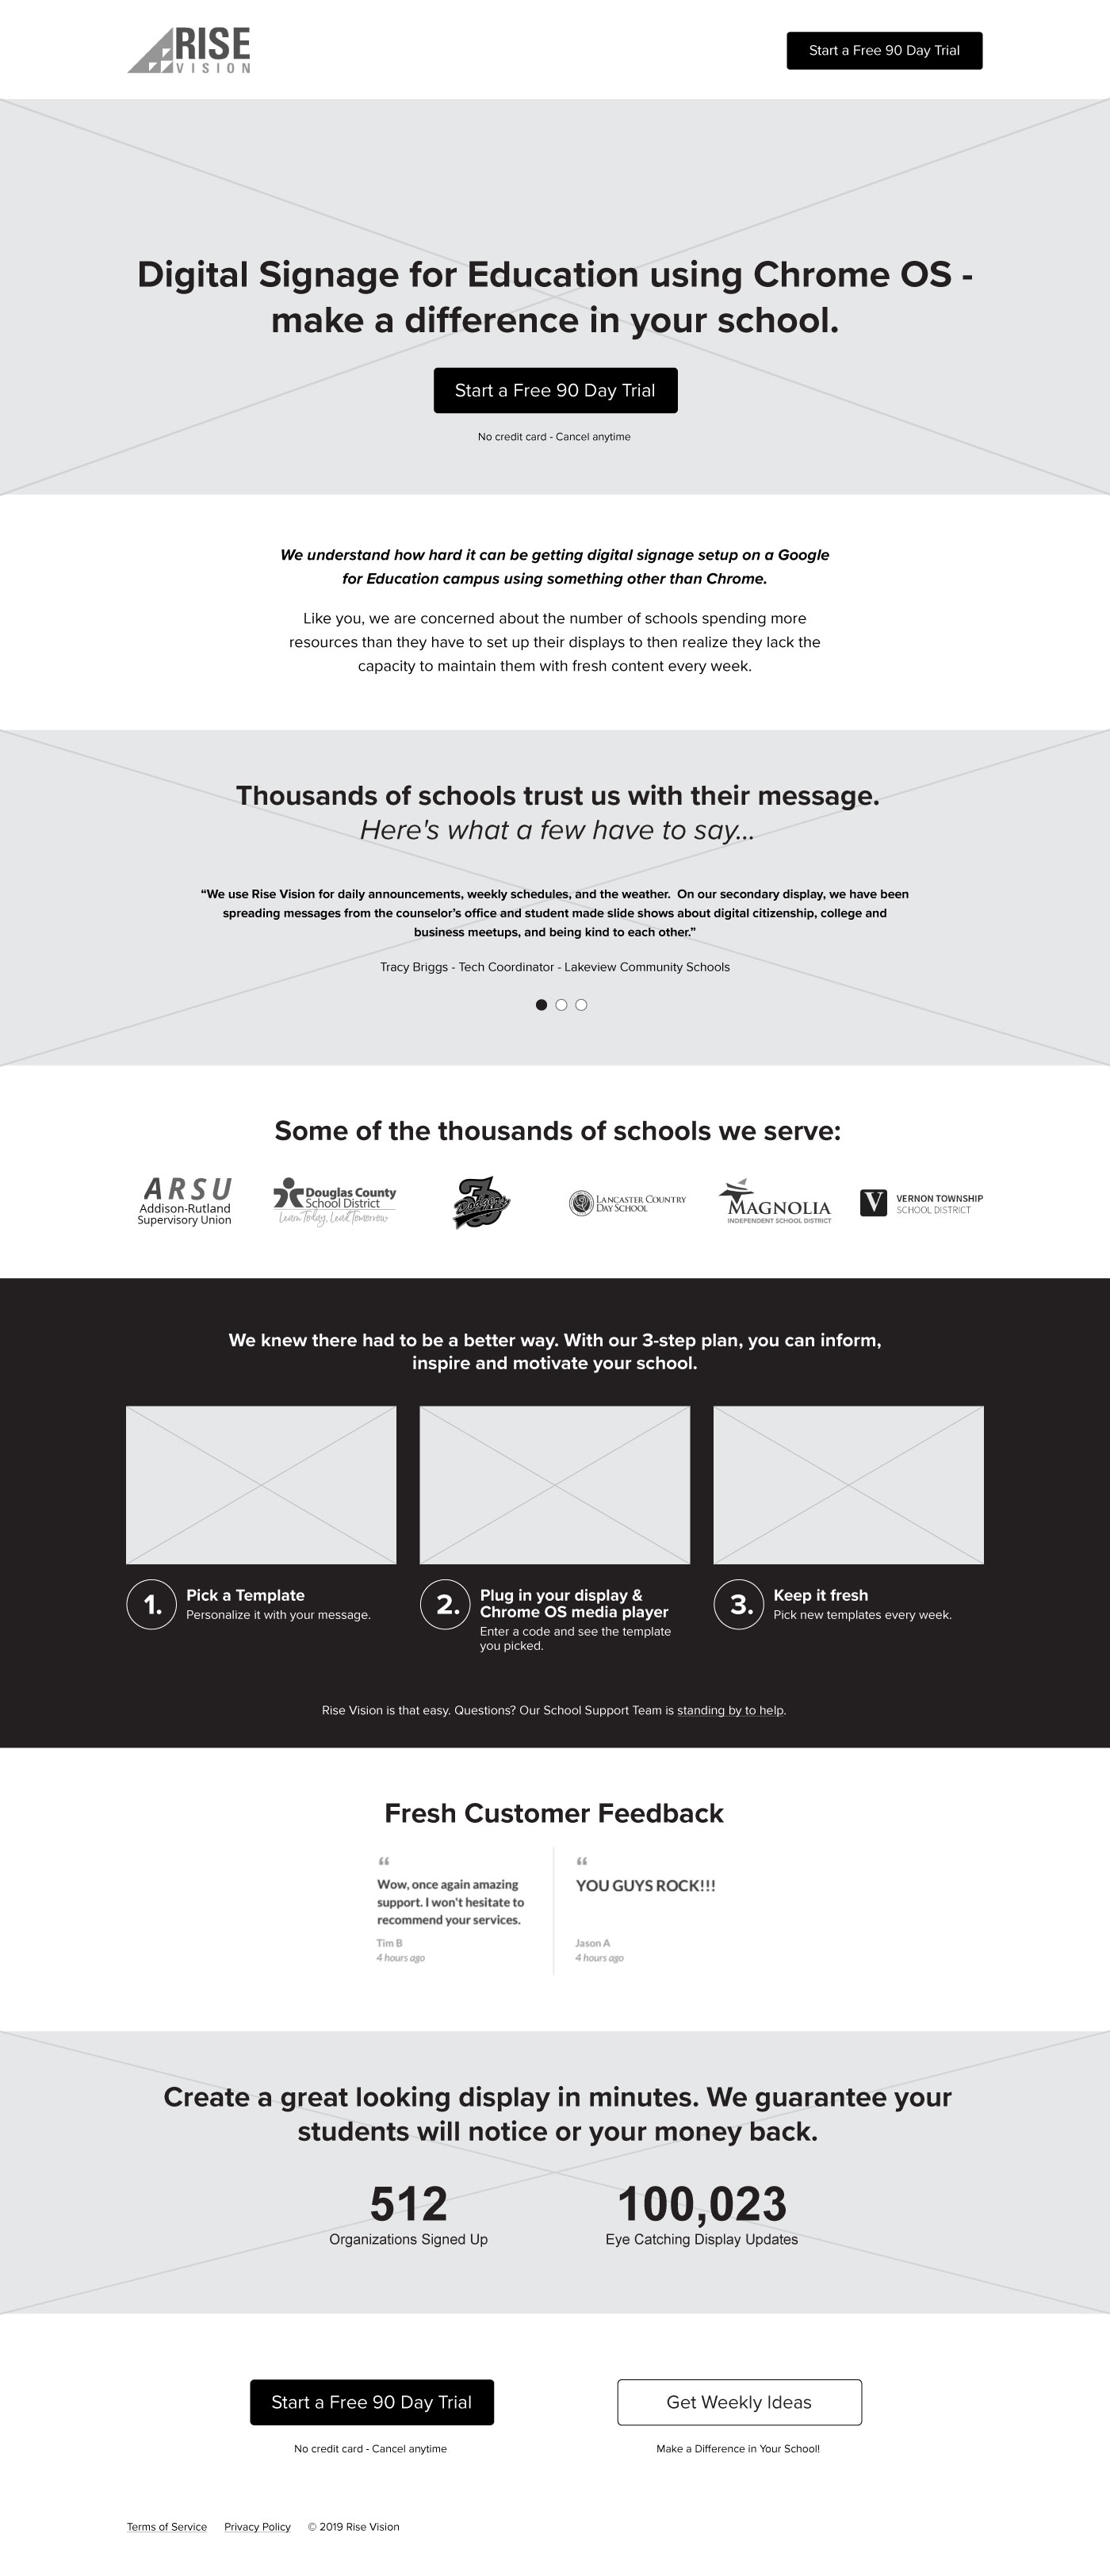 RISE
VISION
Start a Free 90 Day Trial
Digital Signage for Education using Chrome OS -
make a difference in your school.
Start a Free 90 Day Trial
No credit card - Cancel anytime
We understand how hard it can be getting digital signage setup on a Google
for Education campus using something other than Chrome.
Like you, we are concerned about the number of schools spending more
resources than they have to set up their displays to then realize they lack the
capacity to maintain them with fresh content every week.
Thousands of schools trust us with their message.
Here's what a few have to say...
“We use Rise Vision for daily announcements, weekly schedules, and the weather.  On our secondary display, we have been
spreading messages from the counselor’s office and student made slide shows about digital citizenship, college and
business meetups, and being kind to each other.”
Tracy Briggs - Tech Coordinator - Lakeview Community Schools
Some of the thousands of schools we serve:
ARSU
Addison-Rutland
Supervisory Union
Douglas County
School District
Learn Today, Lead Tomorrow
LANCASTER COUNTRY
DAY SCHOOL
MAGNOLIA
INDEPENDENT SCHOOL DISTRICT
V
VERNON TOWNSHIP
SCHOOL DISTRICT
We knew there had to be a better way. With our 3-step plan, you can inform,
inspire and motivate your school.
1.
Pick a Template
Personalize it with your message.
2.
Plug in your display &
Chrome OS media player
Enter a code and see the template
you picked.
3.
Keep it fresh
Pick new templates every week.
Rise Vision is that easy. Questions? Our School Support Team is standing by to help.
Fresh Customer Feedback
“
Wow, once again amazing
support. I won't hesitate to
recommend your services.
Tim B
4 hours ago
“
YOU GUYS ROCK!!!
Jason A
4 hours ago
Create a great looking display in minutes. We guarantee your
students will notice or your money back.
512
Organizations Signed Up
100,023
Eye Catching Display Updates
Start a Free 90 Day Trial
No credit card - Cancel anytime
Get Weekly Ideas
Make a Difference in Your School!
Terms of Service
Privacy Policy
© 2019 Rise Vision